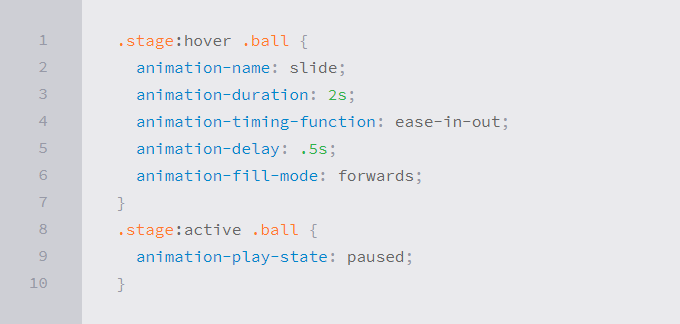 1 .stage:hover .ball {
2 animation-name: slide;
3 animation-duration: 2s;
4 animation-timing-function: ease-in-out;
5 animation-delay: .5s;
6 animation-fill-mode: forwards;
7 }
8 .stage:active .ball {
9 animation-play-state: paused;
10 }